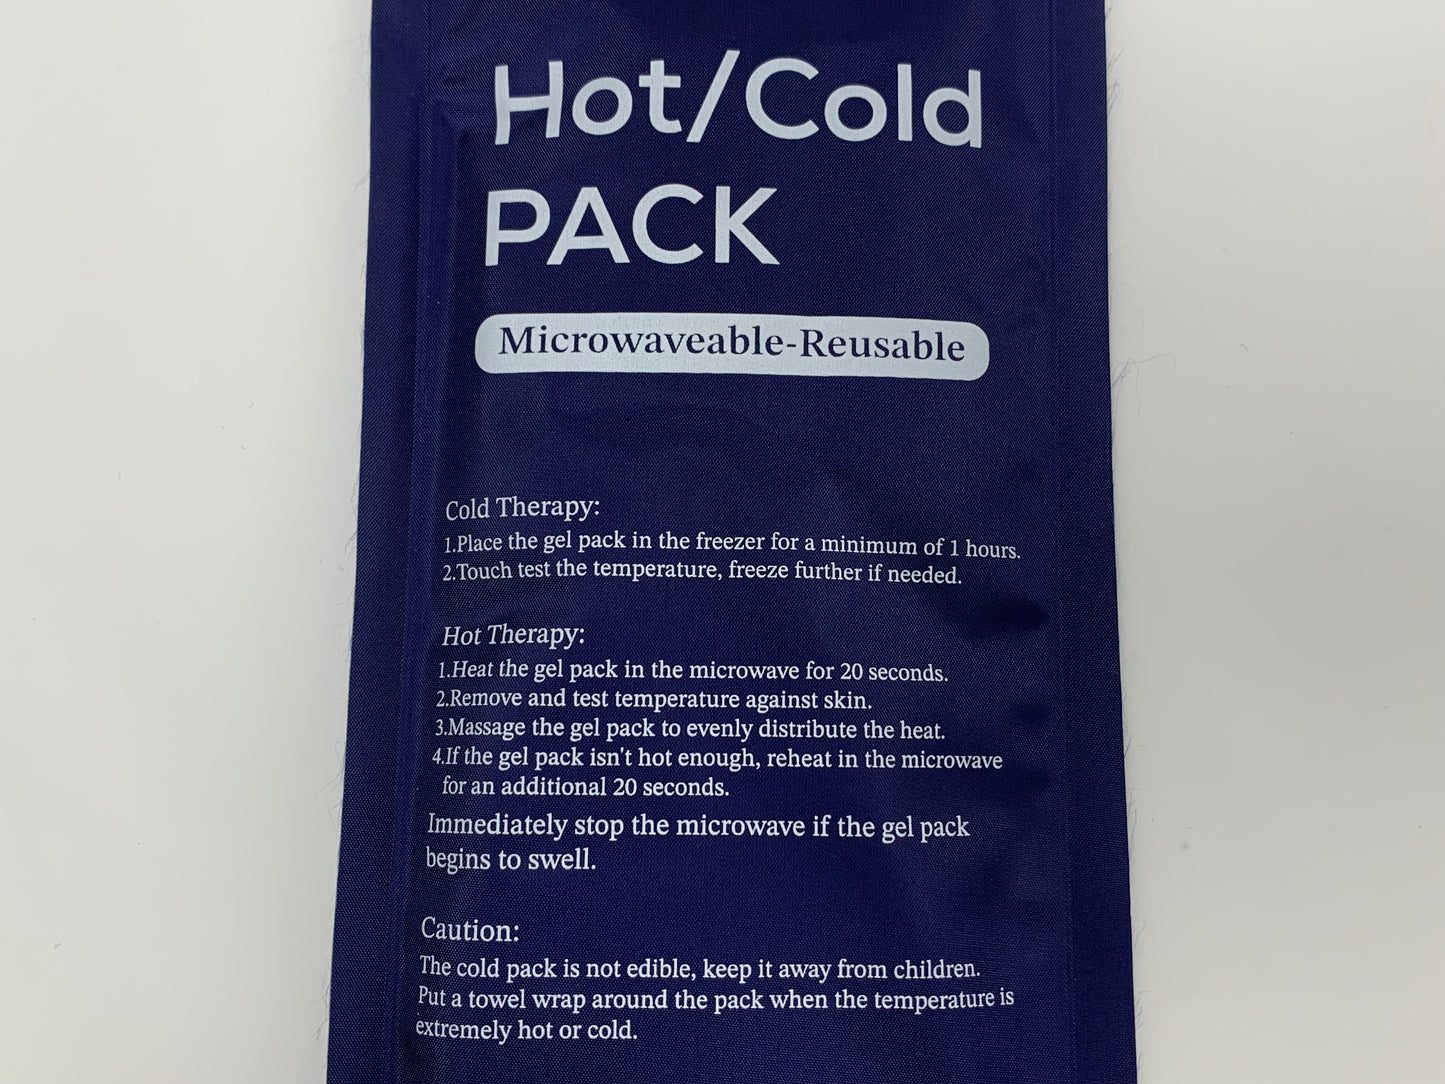 Hot/Cold
PACK
Microwaveable-Reusable
Cold Therapy:
1.Place the gel pack in the freezer for a minimum of 1 hours.
2.Touch test the temperature, freeze further if needed.
Hot Therapy:
1.Heat the gel pack in the microwave for 20 seconds.
2.Remove and test temperature against skin.
3.Massage the gel pack to evenly distribute the heat.
4.If the gel pack isn't hot enough, reheat in the microwave
for an additional 20 seconds.
Immediately stop the microwave if the gel pack
begins to swell.
Caution:
The cold pack is not edible, keep it away from children.
Put a towel wrap around the pack when the temperature is
extremely hot or cold.